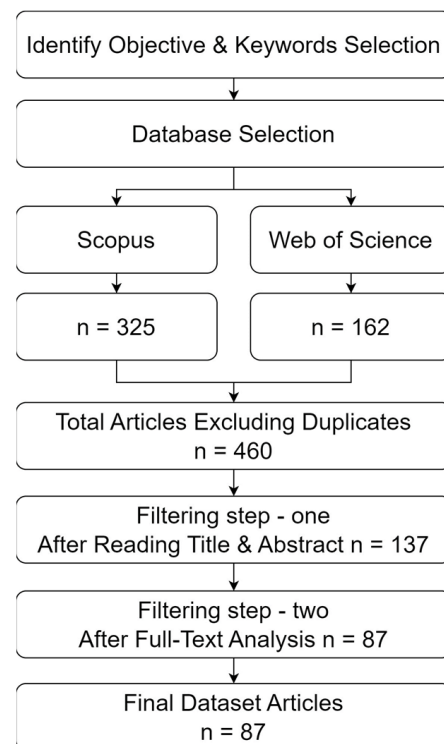 Identify Objective & Keywords Selection
Database Selection
Scopus
Web of Science
n = 325
n = 162
Total Articles Excluding Duplicates
n = 460
Filtering step - one
After Reading Title & Abstract n = 137
Filtering step - two
After Full-Text Analysis n = 87
Final Dataset Articles
n = 87